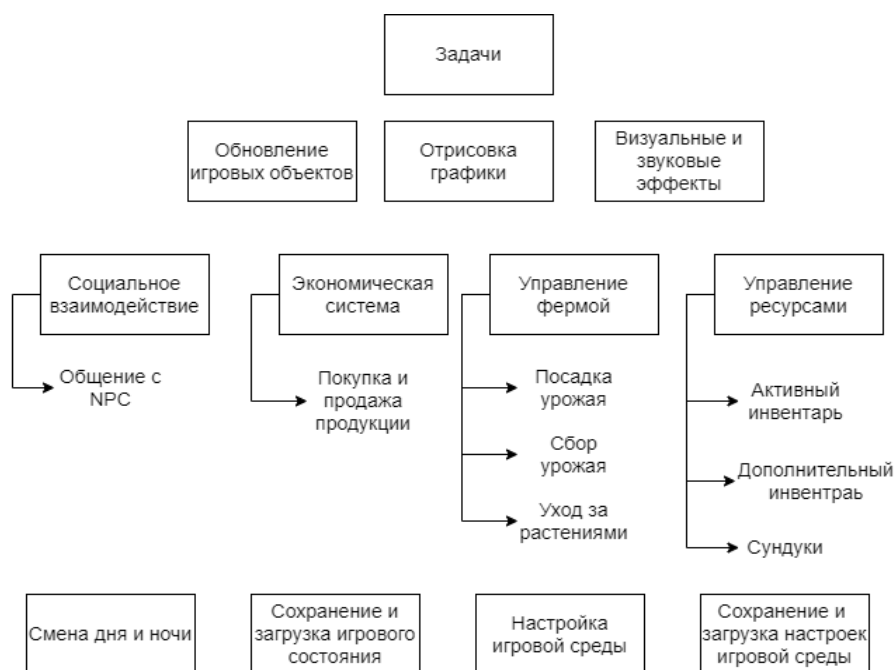 Задачи
Обновление
игровых объектов
Отрисовка
графики
Визуальные и
звуковые
эффекты
Социальное
взаимодействие
Экономическая
система
Управление
фермой
Управление
ресурсами
Общение с
NPC
Покупка и
продажа
продукции
Посадка
урожая
Сбор
урожая
Уход за
растениями
Активный
инвентарь
Дополнительный
инвентраь
Сундуки
Смена дня и ночи
Сохранение и
загрузка игрового
состояния
Настройка
игровой среды
Сохранение и
загрузка настроек
игровой среды